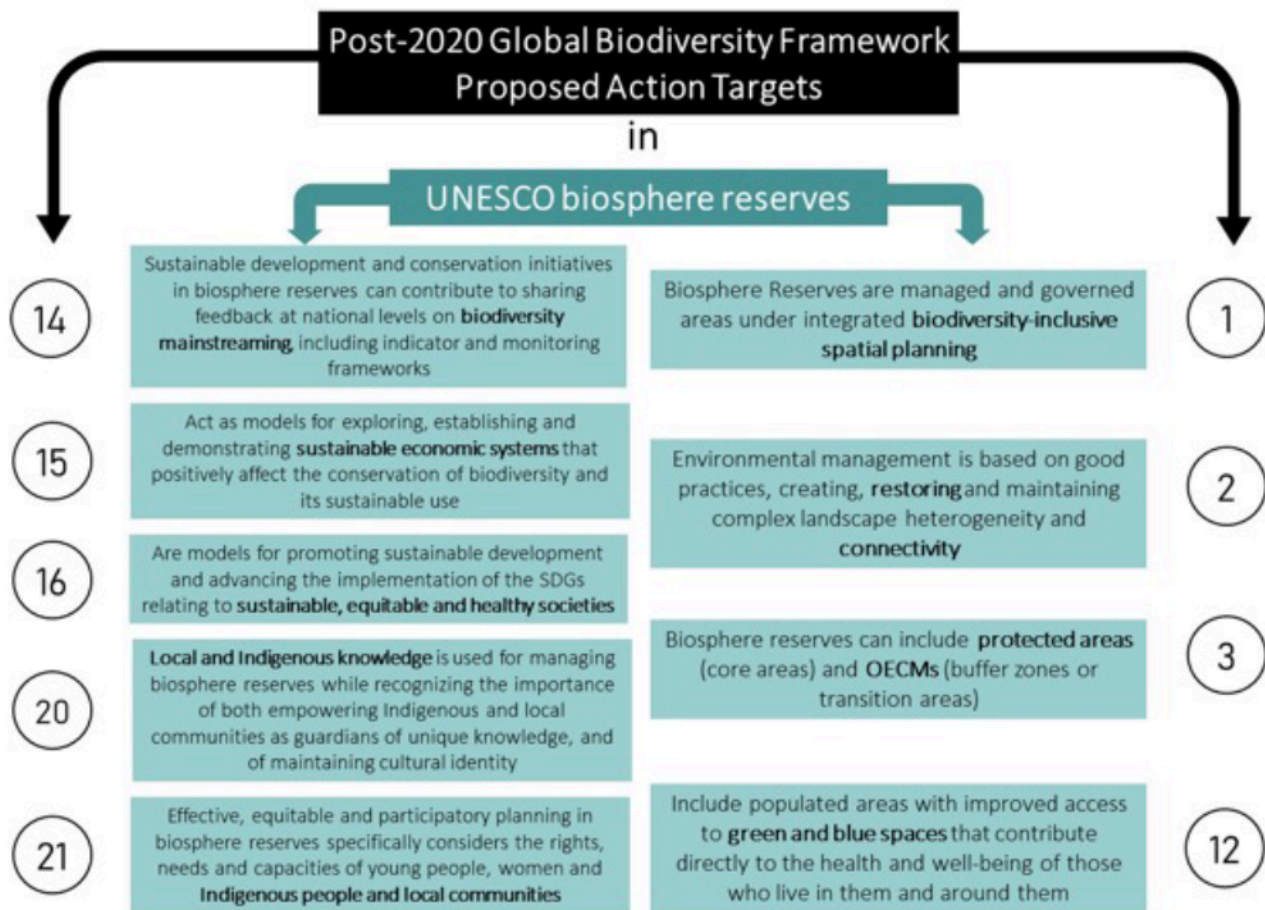 Post-2020 Global Biodiversity Framework
Proposed Action Targets
in
UNESCO biosphere reserves
14
Sustainable development and conservation initiatives
in biosphere reserves can contribute to sharing
feedback at national levels on biodiversity
mainstreaming, including indicator and monitoring
frameworks
15
Act as models for exploring, establishing and
demonstrating sustainable economic systems that
positively affect the conservation of biodiversity and
its sustainable use
16
Are models for promoting sustainable development
and advancing the implementation of the SDGs
relating to sustainable, equitable and healthy societies
20
Local and Indigenous knowledge is used for managing
biosphere reserves while recognizing the importance
of both empowering Indigenous and local
communities as guardians of unique knowledge, and
of maintaining cultural identity
21
Effective, equitable and participatory planning in
biosphere reserves specifically considers the rights,
needs and capacities of young people, women and
Indigenous people and local communities
Biosphere Reserves are managed and governed
areas under integrated biodiversity-inclusive
spatial planning
1
Environmental management is based on good
practices, creating, restoring and maintaining
complex landscape heterogeneity and
connectivity
2
Biosphere reserves can include protected areas
(core areas) and OECMs (buffer zones or
transition areas)
3
Include populated areas with improved access
to green and blue spaces that contribute
directly to the health and well-being of those
who live in them and around them
12